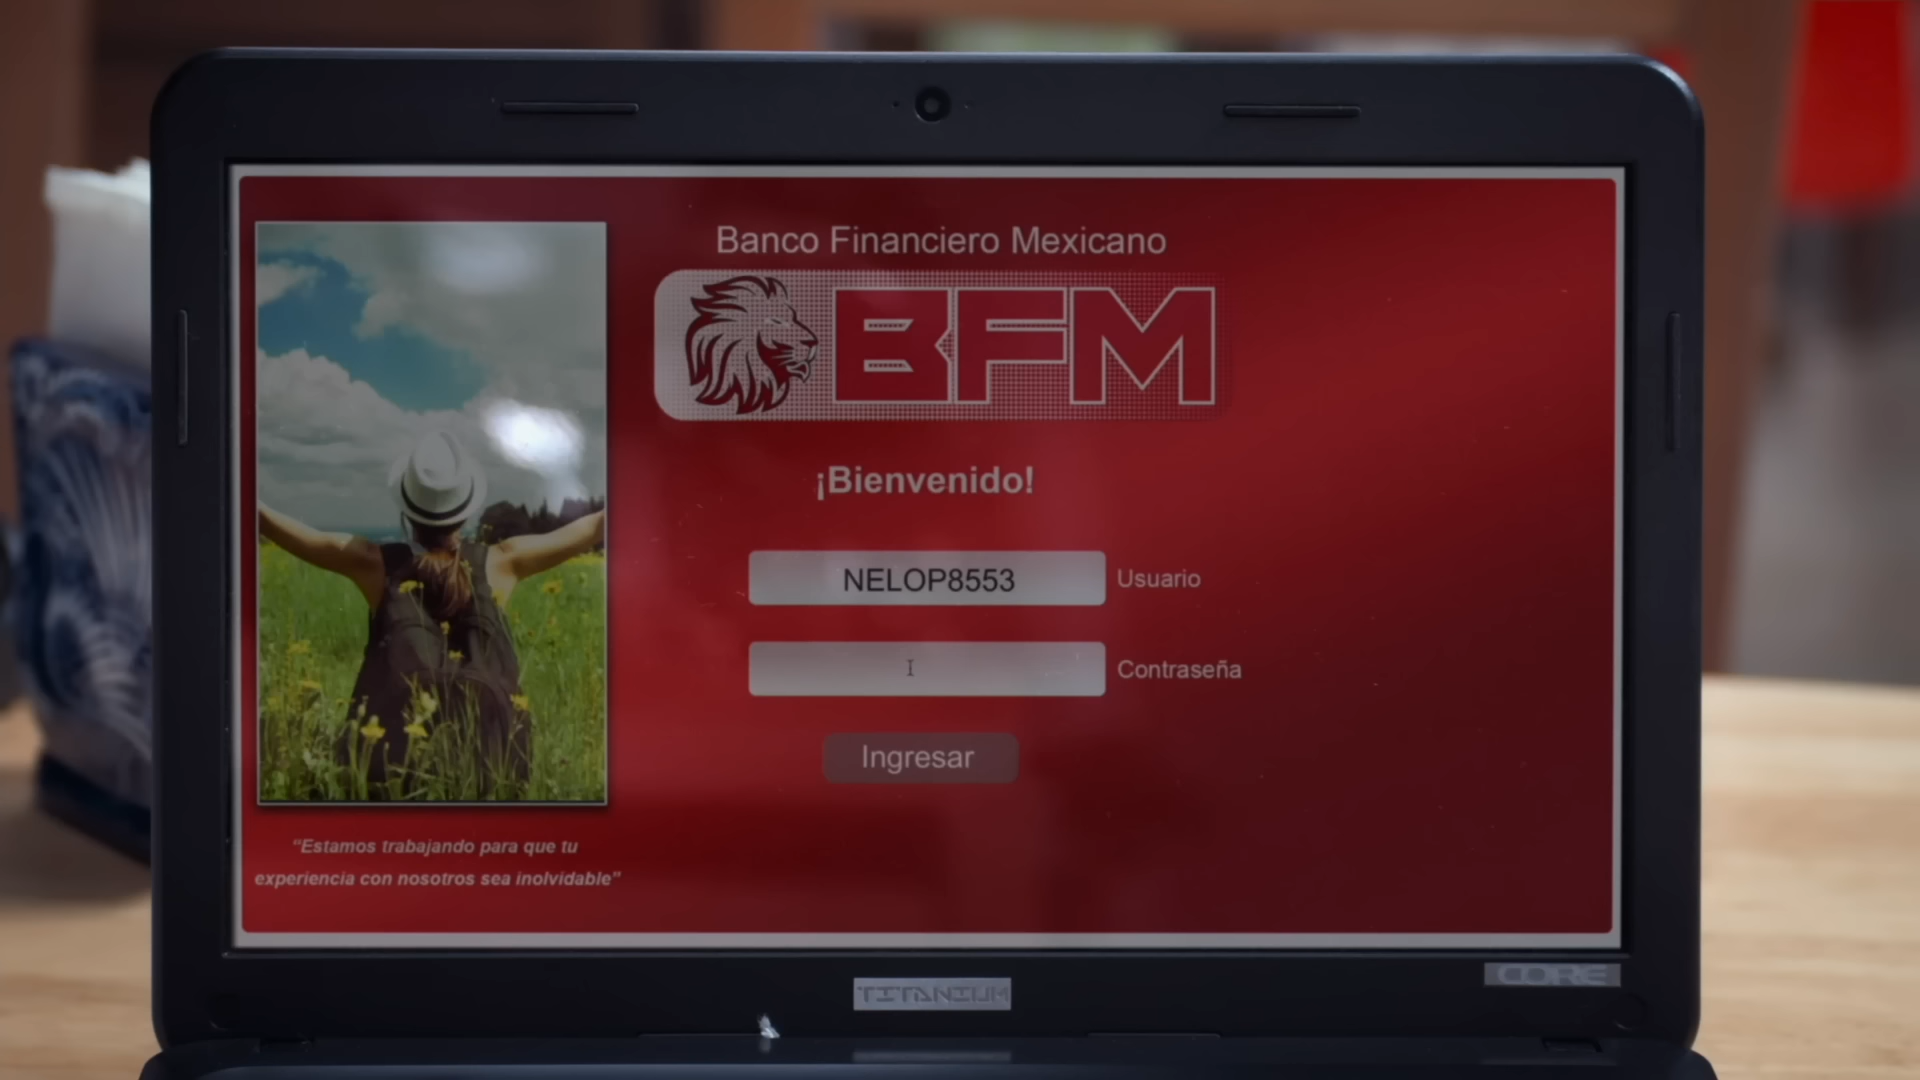 Banco Financiero Mexicano
BFM
¡Bienvenido!
NELOP8553 Usuario
Contraseña
Ingresar
“Estamos trabajando para que tu
experiencia con nosotros sea inolvidable”
TITANIUM
CORE